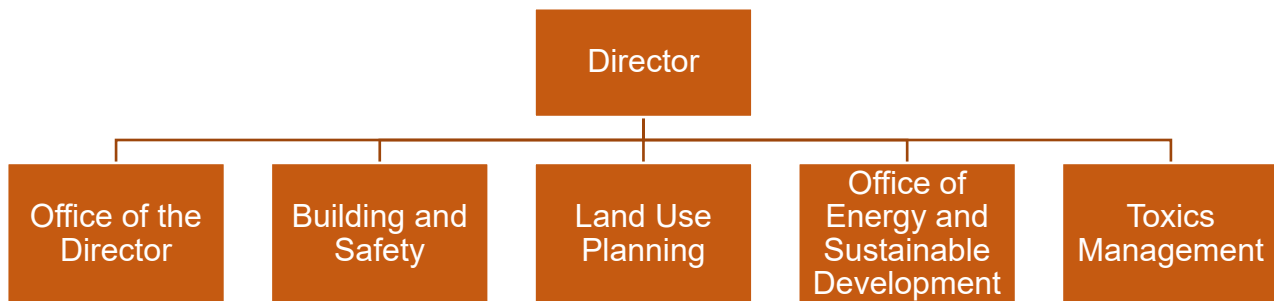 Director
Office of the
Director
Building and
Safety
Land Use
Planning
Office of
Energy and
Sustainable
Development
Toxics
Management